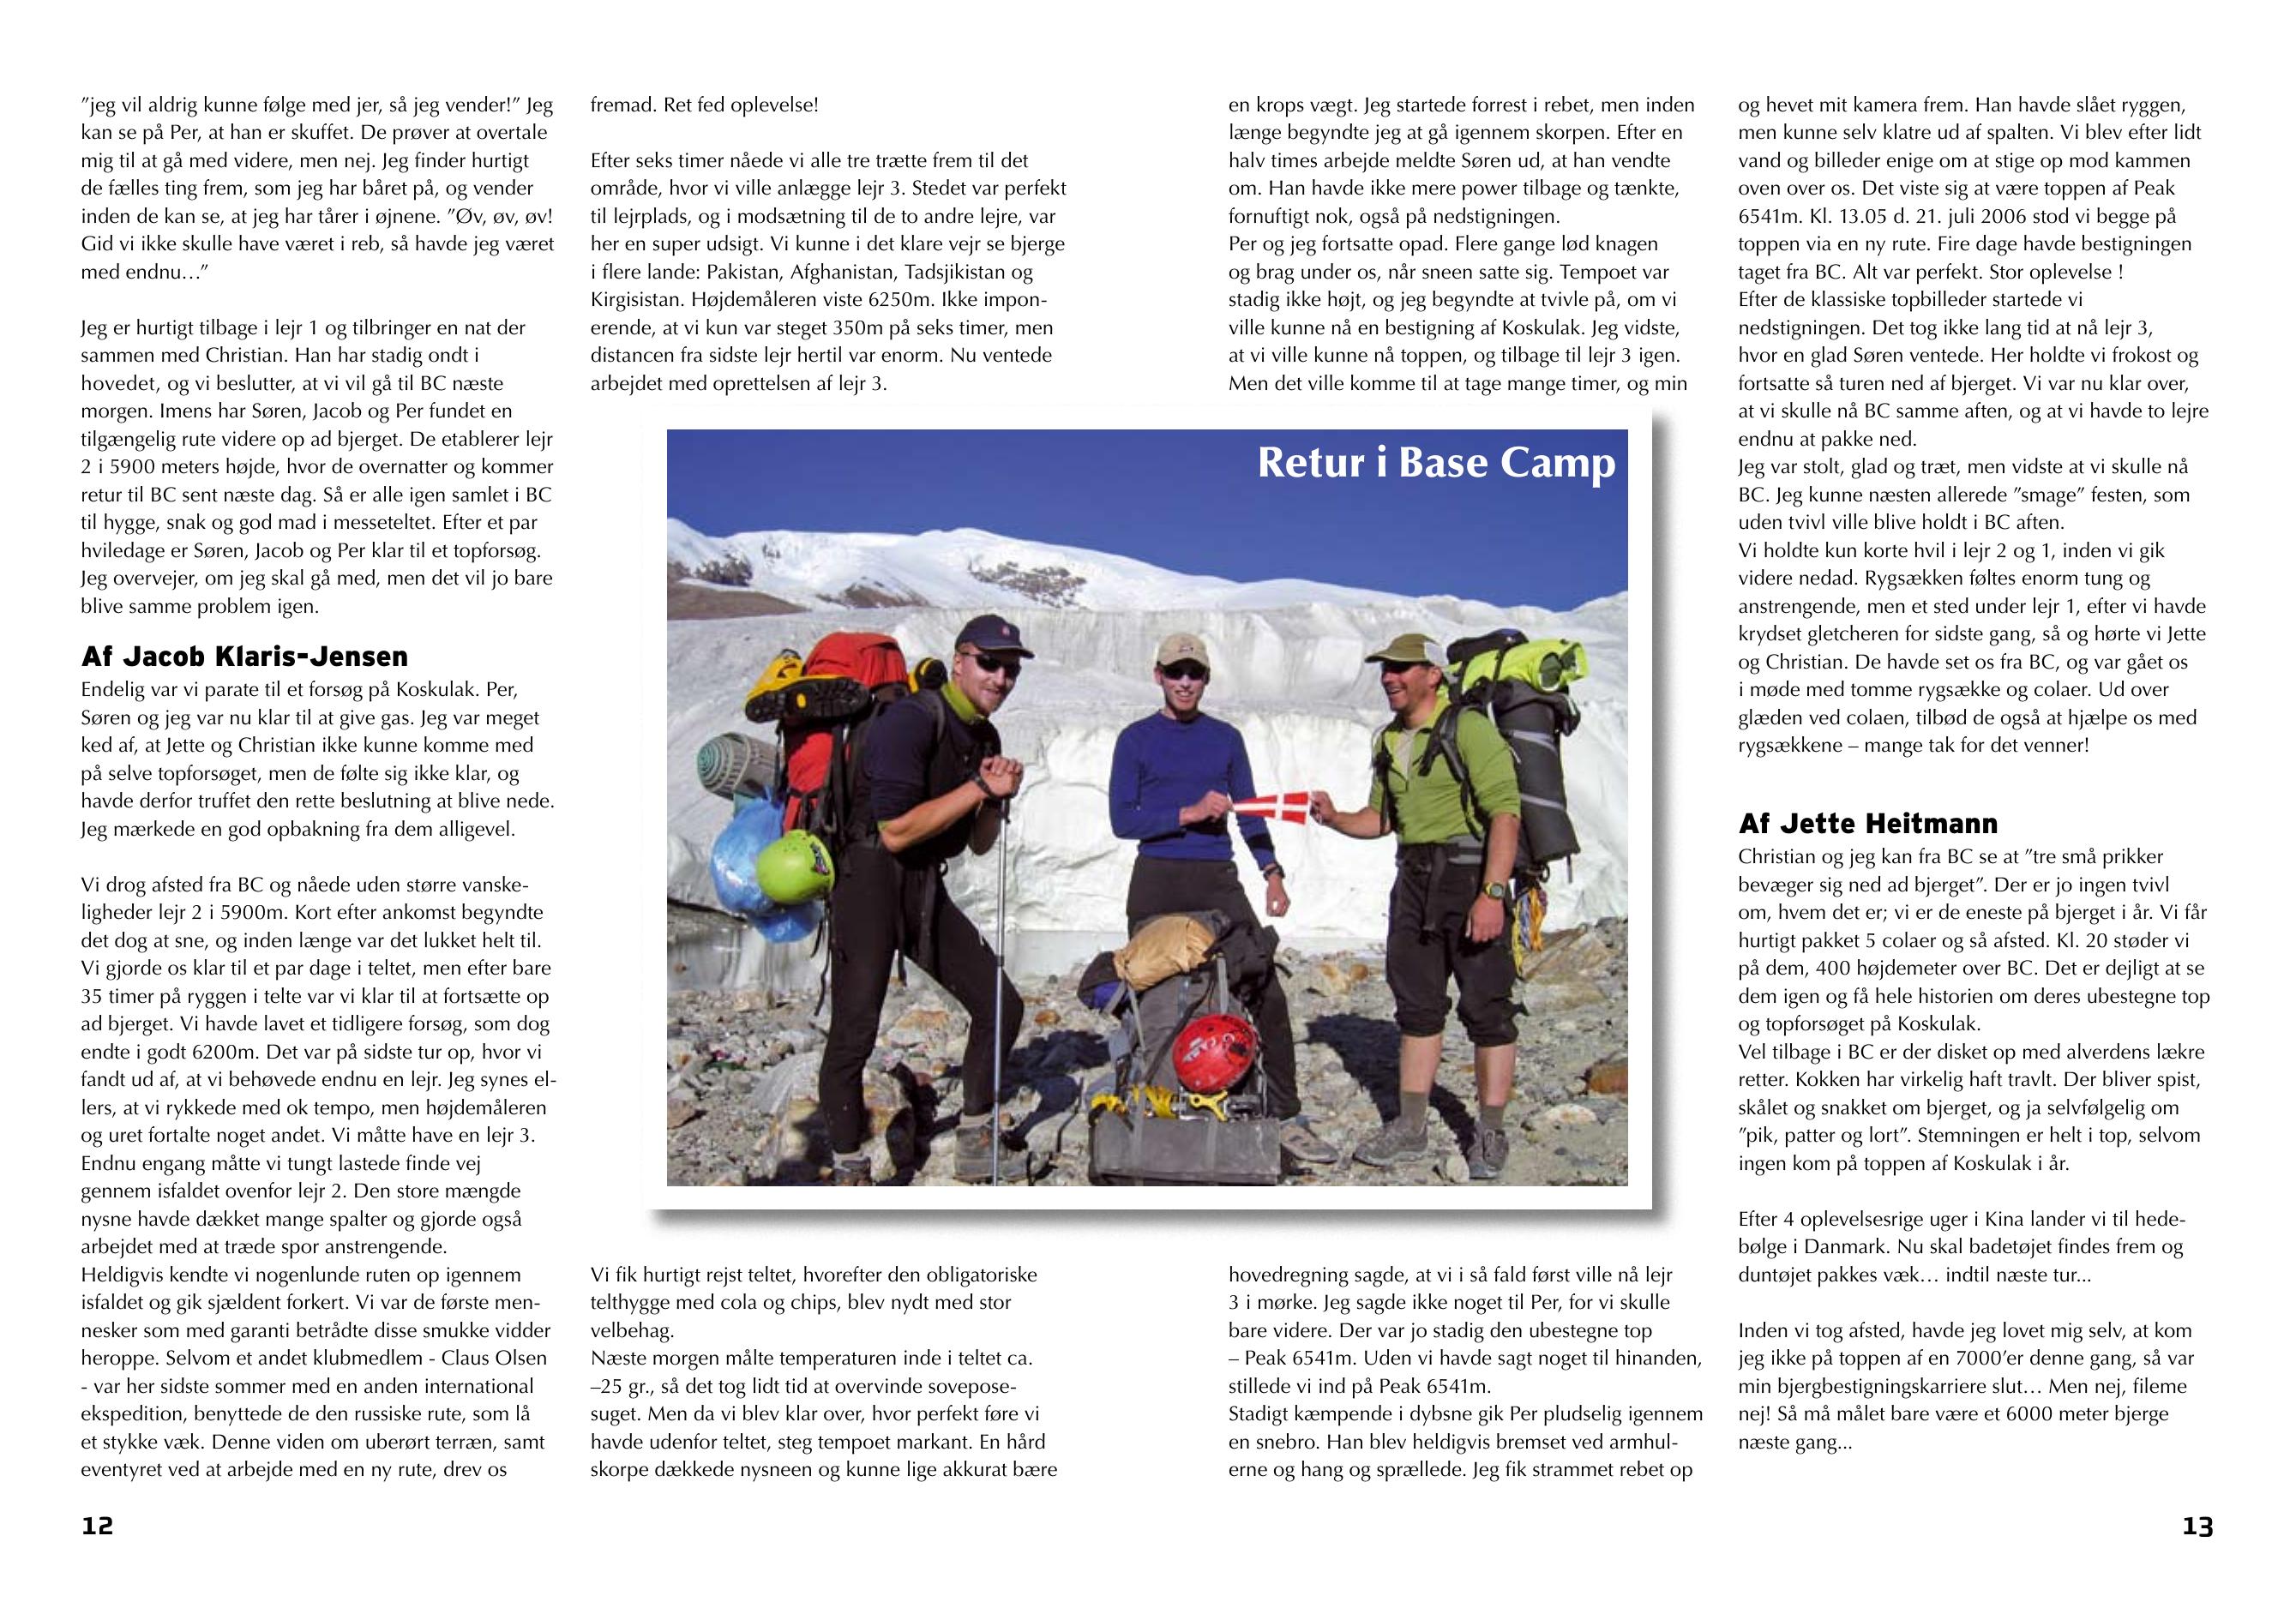 ”jeg vil aldrig kunne følge med jer, så jeg vender!” Jeg
kan se på Per, at han er skuffet. De prøver at overtale
mig til at gå med videre, men nej. Jeg finder hurtigt
de fælles ting frem, som jeg har båret på, og vender
inden de kan se, at jeg har tårer i øjnene. ”Øv, øv, øv!
Gid vi ikke skulle have været i reb, så havde jeg været
med endnu…”
Jeg er hurtigt tilbage i lejr 1 og tilbringer en nat der
sammen med Christian. Han har stadig ondt i
hovedet, og vi beslutter, at vi vil gå til BC næste
morgen. Imens har Søren, Jacob og Per fundet en
tilgængelig rute videre op ad bjerget. De etablerer lejr
2 i 5900 meters højde, hvor de overnatter og kommer
retur til BC sent næste dag. Så er alle igen samlet i BC
til hygge, snak og god mad i messeteltet. Efter et par
hviledage er Søren, Jacob og Per klar til et topforsøg.
Jeg overvejer, om jeg skal gå med, men det vil jo bare
blive samme problem igen.
Af Jacob Klaris-Jensen
Endelig var vi parate til et forsøg på Koskulak. Per,
Søren og jeg var nu klar til at give gas. Jeg var meget
ked af, at Jette og Christian ikke kunne komme med
på selve topforsøget, men de følte sig ikke klar, og
havde derfor truffet den rette beslutning at blive nede.
Jeg mærkede en god opbakning fra dem alligevel.
Vi drog afsted fra BC og nåede uden større vanske-
ligheder lejr 2 i 5900m. Kort efter ankomst begyndte
det dog at sne, og inden længe var det lukket helt til.
Vi gjorde os klar til et par dage i teltet, men efter bare
35 timer på ryggen i telte var vi klar til at fortsætte op
ad bjerget. Vi havde lavet et tidligere forsøg, som dog
endte i godt 6200m. Det var på sidste tur op, hvor vi
fandt ud af, at vi behøvede endnu en lejr. Jeg synes el-
lers, at vi rykkede med ok tempo, men højdemåleren
og uret fortalte noget andet. Vi måtte have en lejr 3.
Endnu engang måtte vi tungt lastede finde vej
gennem isfaldet ovenfor lejr 2. Den store mængde
nysne havde dækket mange spalter og gjorde også
arbejdet med at træde spor anstrengende.
Heldigvis kendte vi nogenlunde ruten op igennem
isfaldet og gik sjældent forkert. Vi var de første men-
nesker som med garanti betrådte disse smukke vidder
heroppe. Selvom et andet klubmedlem - Claus Olsen
- var her sidste sommer med en anden international
ekspedition, benyttede de den russiske rute, som lå
et stykke væk. Denne viden om uberørt terræn, samt
eventyret ved at arbejde med en ny rute, drev os
fremad. Ret fed oplevelse!
Efter seks timer nåede vi alle tre trætte frem til det
område, hvor vi ville anlægge lejr 3. Stedet var perfekt
til lejrplads, og i modsætning til de to andre lejre, var
her en super udsigt. Vi kunne i det klare vejr se bjerge
i flere lande: Pakistan, Afghanistan, Tadsjikistan og
Kirgisistan. Højdemåleren viste 6250m. Ikke impon-
erende, at vi kun var steget 350m på seks timer, men
distancen fra sidste lejr hertil var enorm. Nu ventede
arbejdet med oprettelsen af lejr 3.
Retur i Base Camp
Vi fik hurtigt rejst teltet, hvorefter den obligatoriske
telthygge med cola og chips, blev nydt med stor
velbehag.
Næste morgen målte temperaturen inde i teltet ca.
–25 gr., så det tog lidt tid at overvinde sovepose-
suget. Men da vi blev klar over, hvor perfekt føre vi
havde udenfor teltet, steg tempoet markant. En hård
skorpe dækkede nysneen og kunne lige akkurat bære
en krops vægt. Jeg startede forrest i rebet, men inden
længe begyndte jeg at gå igennem skorpen. Efter en
halv times arbejde meldte Søren ud, at han vendte
om. Han havde ikke mere power tilbage og tænkte,
fornuftigt nok, også på nedstigningen.
Per og jeg fortsatte opad. Flere gange lød knagen
og brag under os, når sneen satte sig. Tempoet var
stadig ikke højt, og jeg begyndte at tvivle på, om vi
ville kunne nå en bestigning af Koskulak. Jeg vidste,
at vi ville kunne nå toppen, og tilbage til lejr 3 igen.
Men det ville komme til at tage mange timer, og min
hovedregning sagde, at vi i så fald først ville nå lejr
3 i mørke. Jeg sagde ikke noget til Per, for vi skulle
bare videre. Der var jo stadig den ubestegne top
– Peak 6541m. Uden vi havde sagt noget til hinanden,
stillede vi ind på Peak 6541m.
Stadigt kæmpende i dybsne gik Per pludselig igennem
en snebro. Han blev heldigvis bremset ved armhul-
erne og hang og sprællede. Jeg fik strammet rebet op
og hevet mit kamera frem. Han havde slået ryggen,
men kunne selv klatre ud af spalten. Vi blev efter lidt
vand og billeder enige om at stige op mod kammen
oven over os. Det viste sig at være toppen af Peak
6541m. Kl. 13.05 d. 21. juli 2006 stod vi begge på
toppen via en ny rute. Fire dage havde bestigningen
taget fra BC. Alt var perfekt. Stor oplevelse !
Efter de klassiske topbilleder startede vi
nedstigningen. Det tog ikke lang tid at nå lejr 3,
hvor en glad Søren ventede. Her holdte vi frokost og
fortsatte så turen ned af bjerget. Vi var nu klar over,
at vi skulle nå BC samme aften, og at vi havde to lejre
endnu at pakke ned.
Jeg var stolt, glad og træt, men vidste at vi skulle nå
BC. Jeg kunne næsten allerede ”smage” festen, som
uden tvivl ville blive holdt i BC aften.
Vi holdte kun korte hvil i lejr 2 og 1, inden vi gik
videre nedad. Rygsækken føltes enorm tung og
anstrengende, men et sted under lejr 1, efter vi havde
krydset gletcheren for sidste gang, så og hørte vi Jette
og Christian. De havde set os fra BC, og var gået os
i møde med tomme rygsække og colaer. Ud over
glæden ved colaen, tilbød de også at hjælpe os med
rygsækkene – mange tak for det venner!
Af Jette Heitmann
Christian og jeg kan fra BC se at ”tre små prikker
bevæger sig ned ad bjerget”. Der er jo ingen tvivl
om, hvem det er; vi er de eneste på bjerget i år. Vi får
hurtigt pakket 5 colaer og så afsted. Kl. 20 støder vi
på dem, 400 højdemeter over BC. Det er dejligt at se
dem igen og få hele historien om deres ubestegne top
og topforsøget på Koskulak.
Vel tilbage i BC er der disket op med alverdens lækre
retter. Kokken har virkelig haft travlt. Der bliver spist,
skålet og snakket om bjerget, og ja selvfølgelig om
”pik, patter og lort”. Stemningen er helt i top, selvom
ingen kom på toppen af Koskulak i år.
Efter 4 oplevelsesrige uger i Kina lander vi til hede-
bølge i Danmark. Nu skal badetøjet findes frem og
duntøjet pakkes væk… indtil næste tur...
Inden vi tog afsted, havde jeg lovet mig selv, at kom
jeg ikke på toppen af en 7000’er denne gang, så var
min bjergbestigningskarriere slut… Men nej, fileme
nej! Så må målet bare være et 6000 meter bjerge
næste gang...
12
13